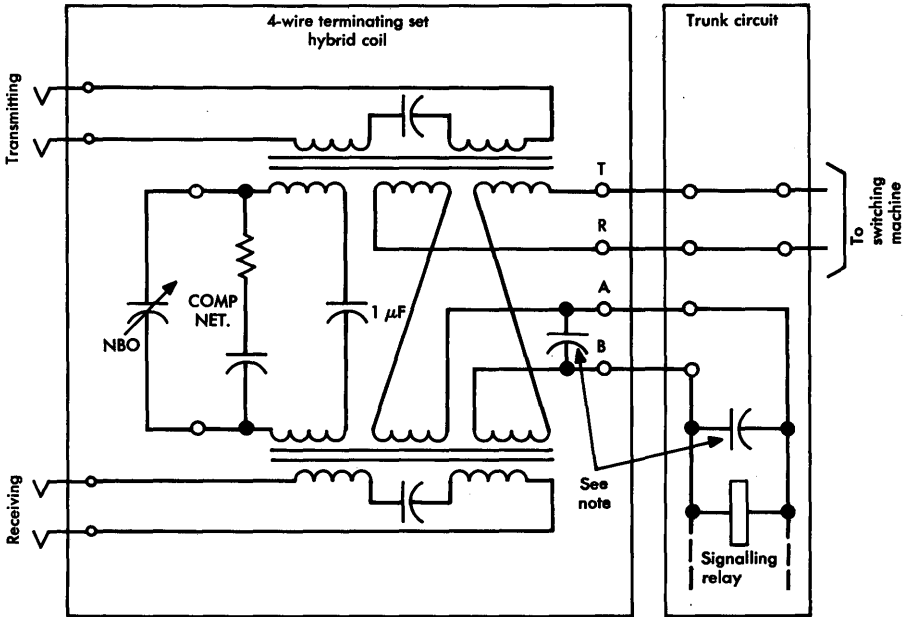 4-wire terminating set
hybrid coil
Trunk circuit
Transmitting
T
R
To
switching
machine
A
COMP
NET.
1 μF
NBO
B
See
note
Receiving
Signalling
relay